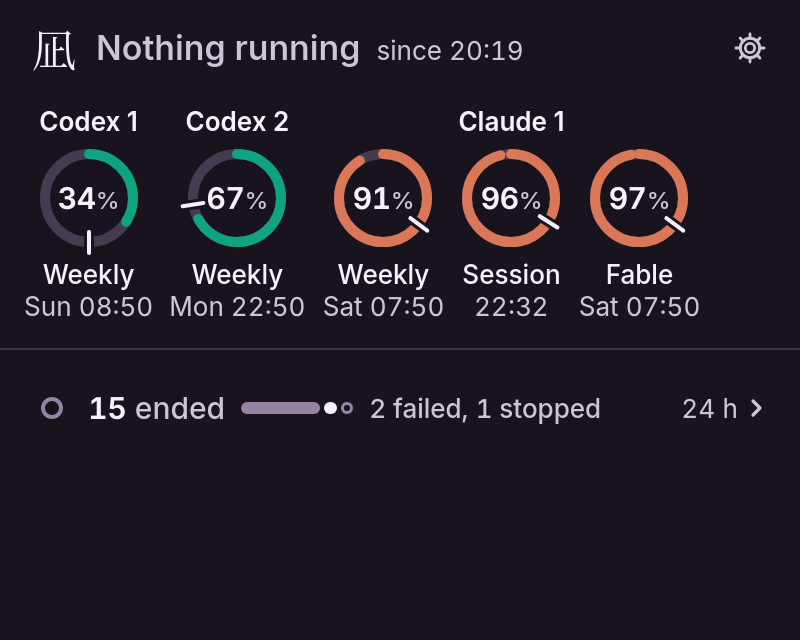 凪 Nothing running since 20:19
Codex 1 Codex 2 Claude 1
34% 67% 91% 96% 97%
Weekly Weekly Weekly Session Fable
Sun 08:50 Mon 22:50 Sat 07:50 22:32 Sat 07:50
15 ended 2 failed, 1 stopped 24 h